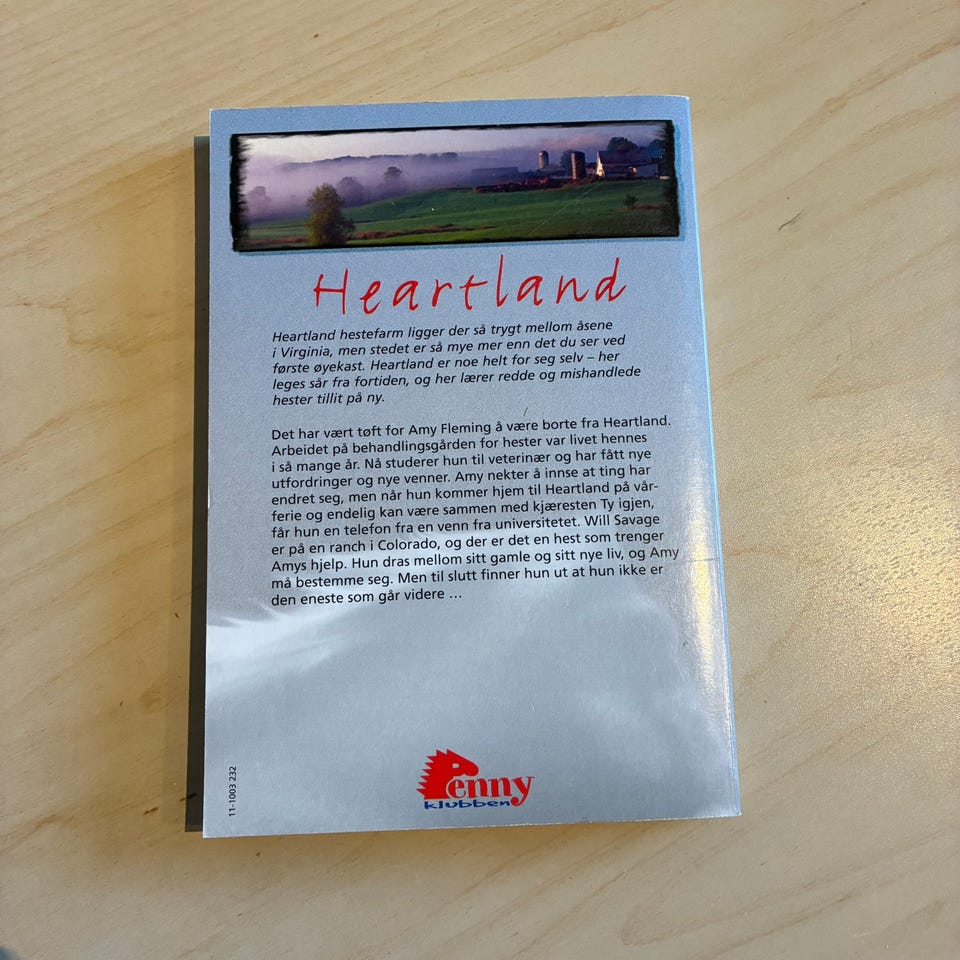 Heartland
Heartland hestefarm ligger der så trygt mellom åsene
i Virginia, men stedet er så mye mer enn det du ser ved
første øyekast. Heartland er noe helt for seg selv – her
leges sår fra fortiden, og her lærer redde og mishandlede
hester tillit på ny.
Det har vært tøft for Amy Fleming å være borte fra Heartland.
Arbeidet på behandlingsgården for hester var livet hennes
i så mange år. Nå studerer hun til veterinær og har fått nye
utfordringer og nye venner. Amy nekter å innse at ting har
endret seg, men når hun kommer hjem til Heartland på vår-
ferie og endelig kan være sammen med kjæresten Ty igjen,
får hun en telefon fra en venn fra universitetet. Will Savage
er på en ranch i Colorado, og der er det en hest som trenger
Amys hjelp. Hun dras mellom sitt gamle og sitt nye liv, og Amy
må bestemme seg. Men til slutt finner hun ut at hun ikke er
den eneste som går videre …
Penny
klubben
11-1003 232